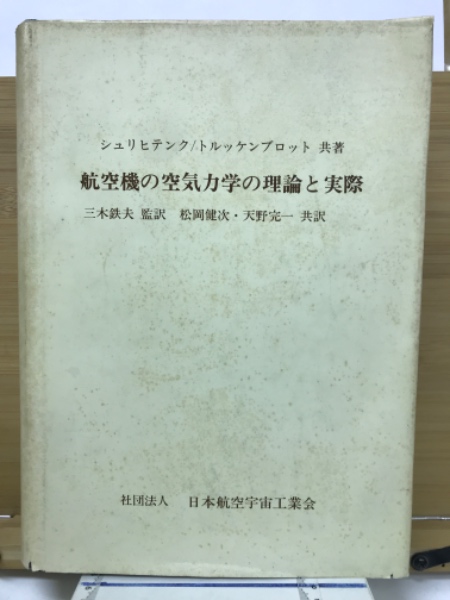 シュリヒテンク/トルッケンブロット 共著
航空機の空気力学の理論と実際
三木鉄夫 監訳 松岡健次・天野完一 共訳
社団法人 日本航空宇宙工業会